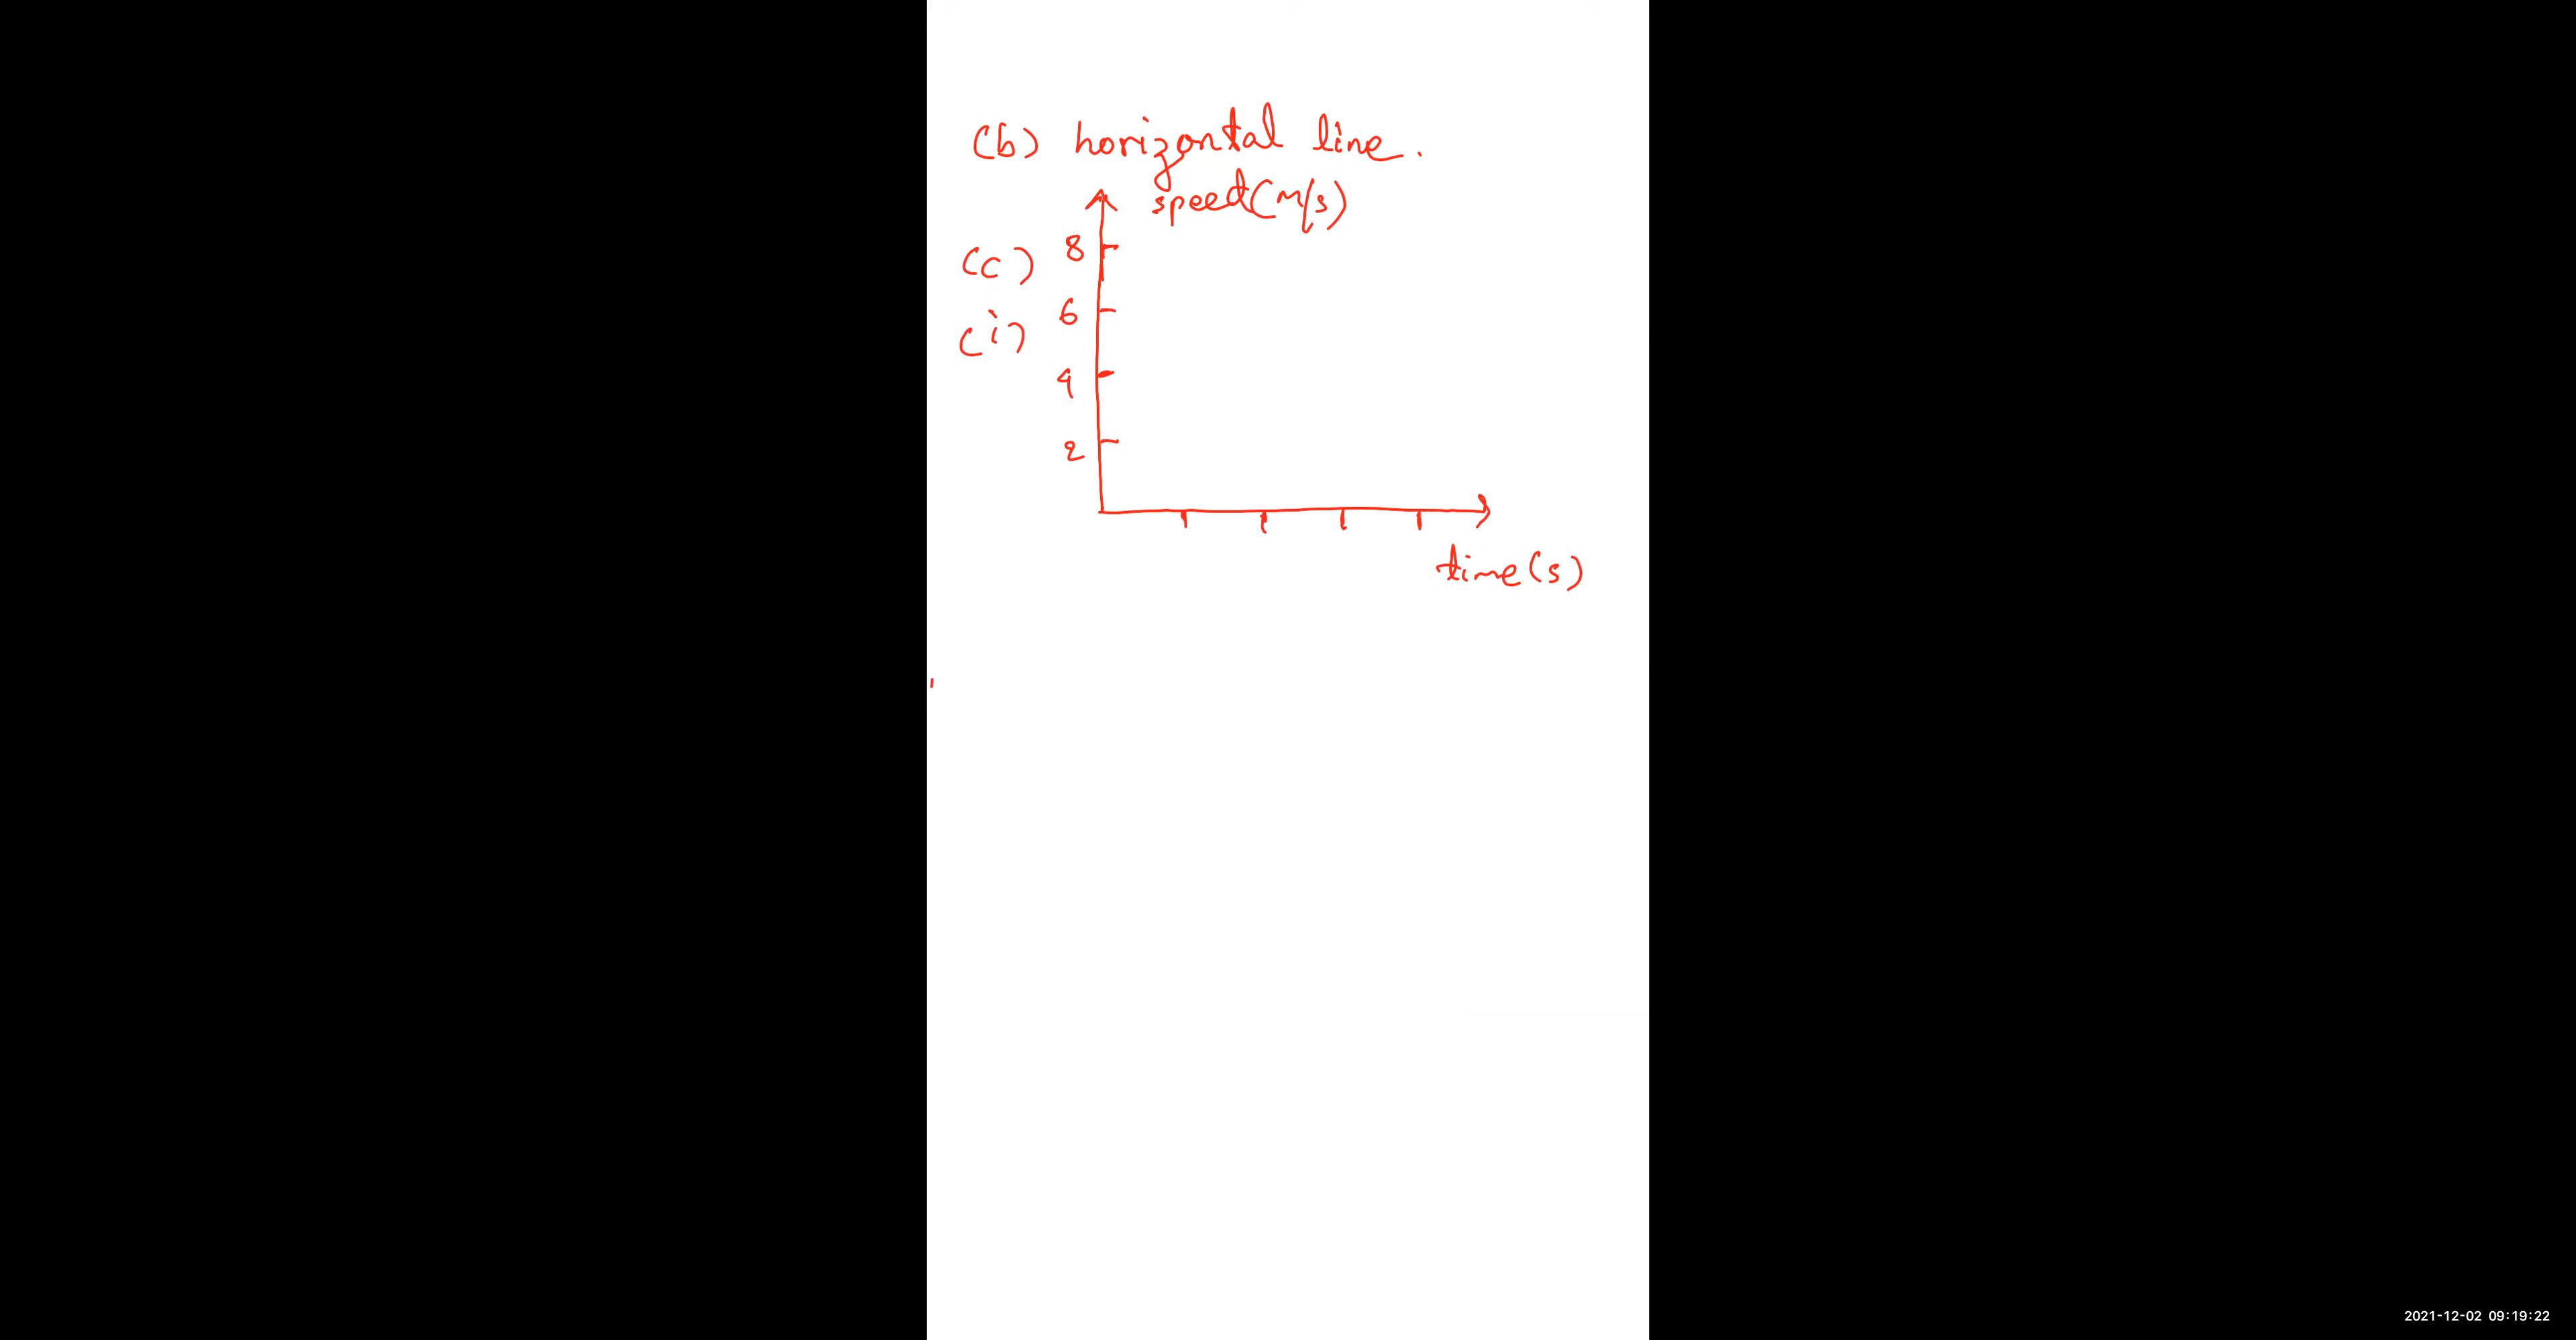 (b) horizontal line.
speed(m/s)
(c) 8
(i) 6
4
2
time(s)
2021-12-02 09:19:22